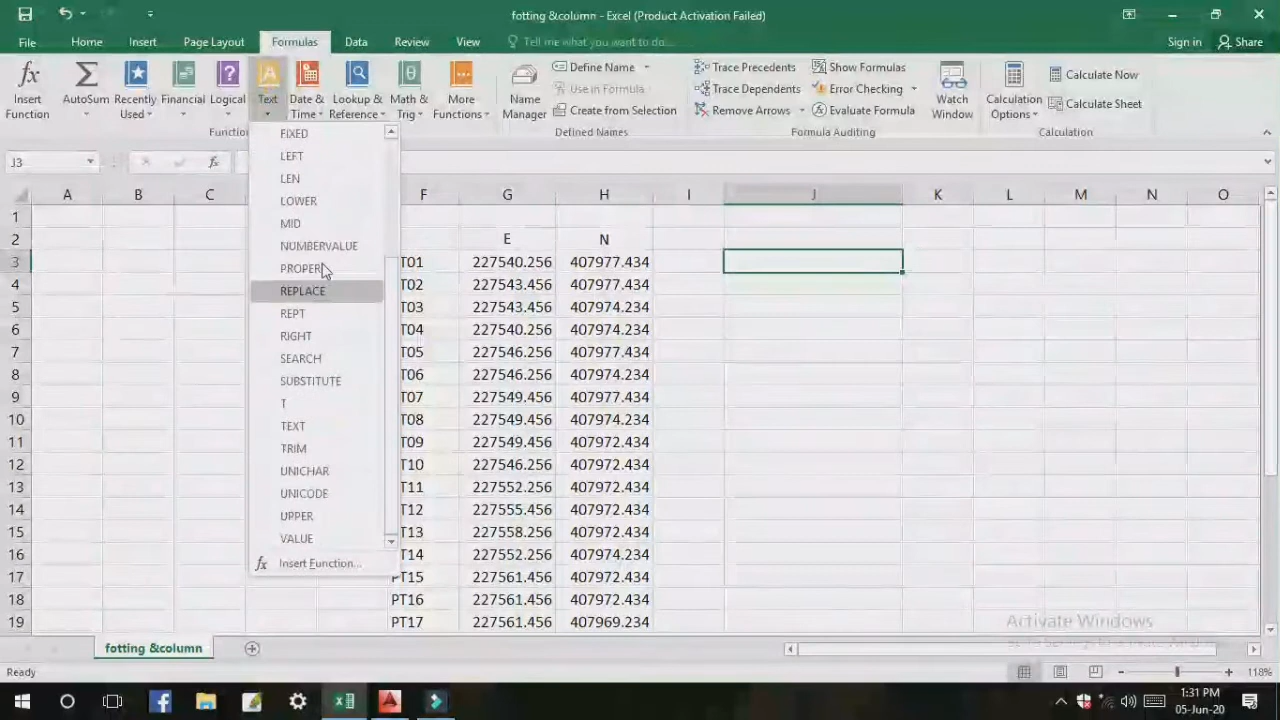 fotting &column - Excel (Product Activation Failed)
File Home Insert Page Layout Formulas Data Review View Tell me what you want to do... Sign in Share
Insert Function
AutoSum
Recently Used
Financial
Logical
Text
Date & Time
Lookup & Reference
Math & Trig
More Functions
Name Manager
Define Name
Use in Formula
Create from Selection
Defined Names
Trace Precedents
Trace Dependents
Remove Arrows
Show Formulas
Error Checking
Evaluate Formula
Formula Auditing
Watch Window
Calculation Options
Calculate Now
Calculate Sheet
Calculation
J3
fx
FIXED
LEFT
LEN
LOWER
MID
NUMBERVALUE
PROPER
REPLACE
REPT
RIGHT
SEARCH
SUBSTITUTE
T
TEXT
TRIM
UNICHAR
UNICODE
UPPER
VALUE
fx Insert Function...
A B C F G H I J K L M N O
1
2 E N
3 T01 227540.256 407977.434
4 T02 227543.456 407977.434
5 T03 227543.456 407974.234
6 T04 227540.256 407974.234
7 T05 227546.256 407977.434
8 T06 227546.256 407974.234
9 T07 227549.456 407977.434
10 T08 227549.456 407974.234
11 T09 227540.456 407972.434
12 T10 227546.256 407972.434
13 T11 227552.256 407972.434
14 T12 227555.456 407972.434
15 T13 227558.256 407972.434
16 T14 227552.256 407974.234
17 PT15 227561.456 407972.434
18 PT16 227561.456 407972.434
19 PT17 227561.456 407969.234
Activate Windows
fotting &column
Ready
118%
1:31 PM
05-Jun-20